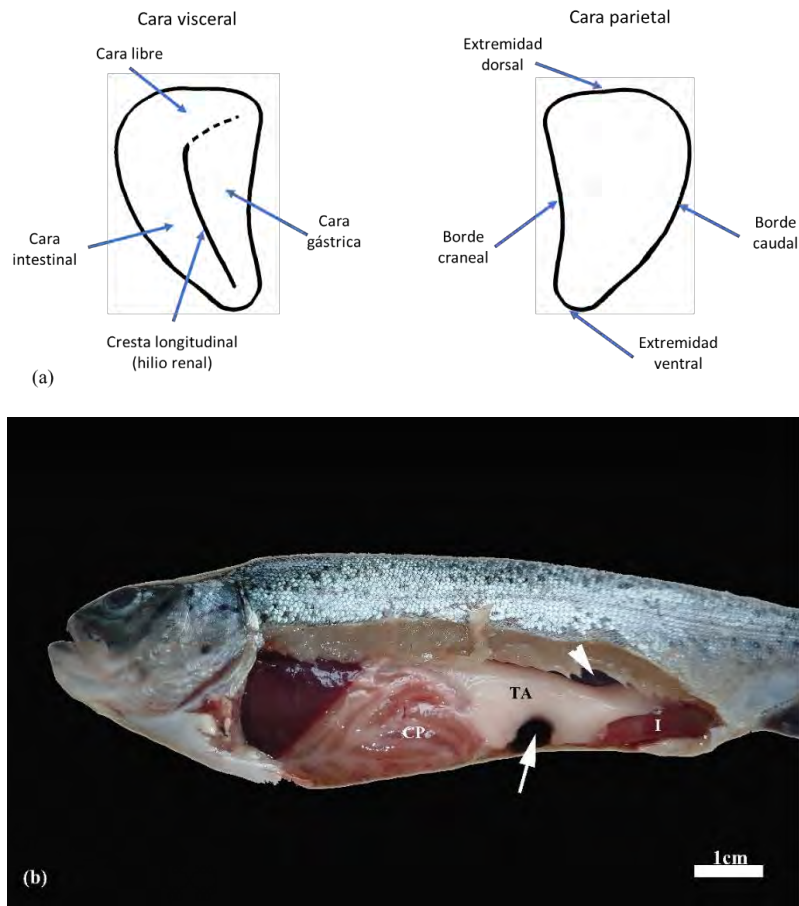 Cara visceral
Cara libre
Cara
intestinal
Cara
gástrica
Cresta longitudinal
(hilio renal)
Cara parietal
Extremidad
dorsal
Borde
craneal
Borde
caudal
Extremidad
ventral
(a)
TA
CP
I
1cm
(b)